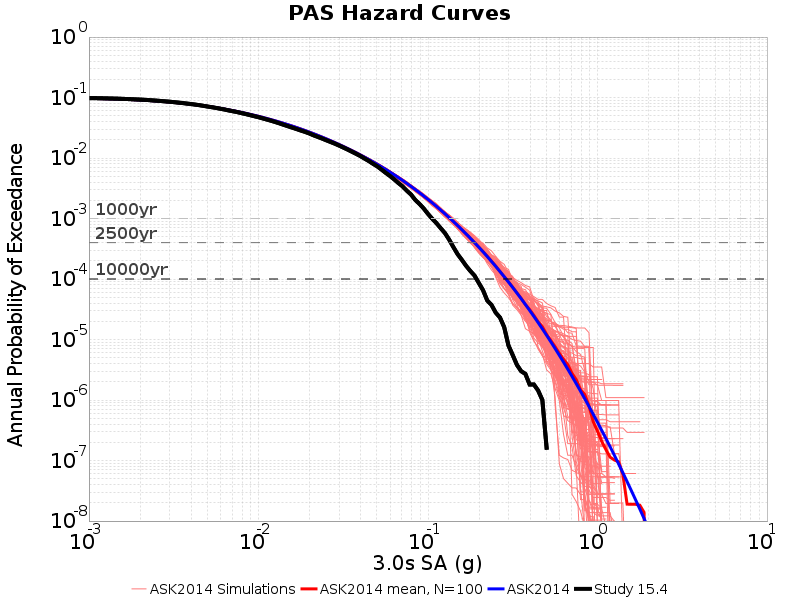 PAS Hazard Curves
Annual Probability of Exceedance
10^0
10^-1
10^-2
10^-3
10^-4
10^-5
10^-6
10^-7
10^-8
1000yr
2500yr
10000yr
10^-3 10^-2 10^-1 10^0 10^1
3.0s SA (g)
ASK2014 Simulations ASK2014 mean, N=100 ASK2014 Study 15.4